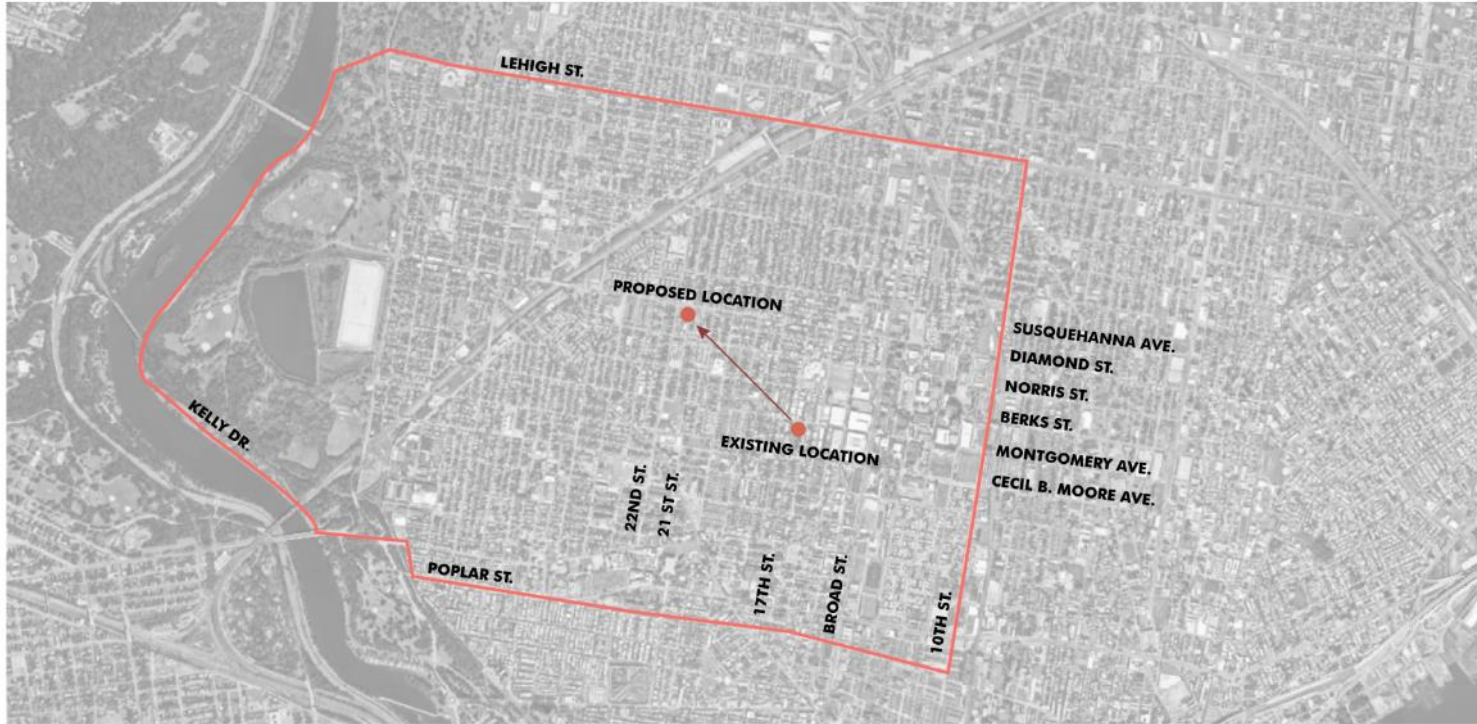 LEHIGH ST.
PROPOSED LOCATION
SUSQUEHANNA AVE.
DIAMOND ST.
NORRIS ST.
KELLY DR.
BERKS ST.
EXISTING LOCATION
MONTGOMERY AVE.
CECIL B. MOORE AVE.
22ND ST.
21 ST ST.
POPLAR ST.
17TH ST.
BROAD ST.
10TH ST.